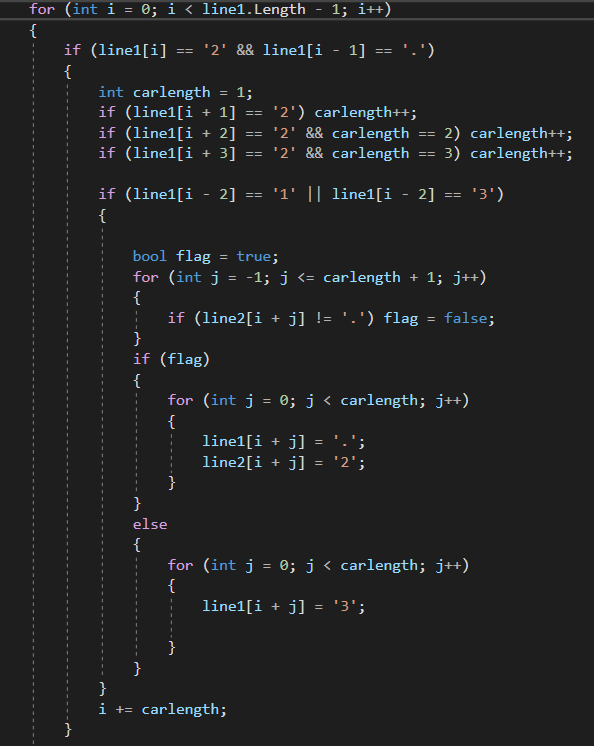 for (int i = 0; i < line1.Length - 1; i++)
{
if (line1[i] == '2' && line1[i - 1] == '.')
{
int carlength = 1;
if (line1[i + 1] == '2') carlength++;
if (line1[i + 2] == '2' && carlength == 2) carlength++;
if (line1[i + 3] == '2' && carlength == 3) carlength++;
if (line1[i - 2] == '1' || line1[i - 2] == '3')
{
bool flag = true;
for (int j = -1; j <= carlength + 1; j++)
{
if (line2[i + j] != '.') flag = false;
}
if (flag)
{
for (int j = 0; j < carlength; j++)
{
line1[i + j] = '.';
line2[i + j] = '2';
}
}
else
{
for (int j = 0; j < carlength; j++)
{
line1[i + j] = '3';
}
}
}
i += carlength;
}